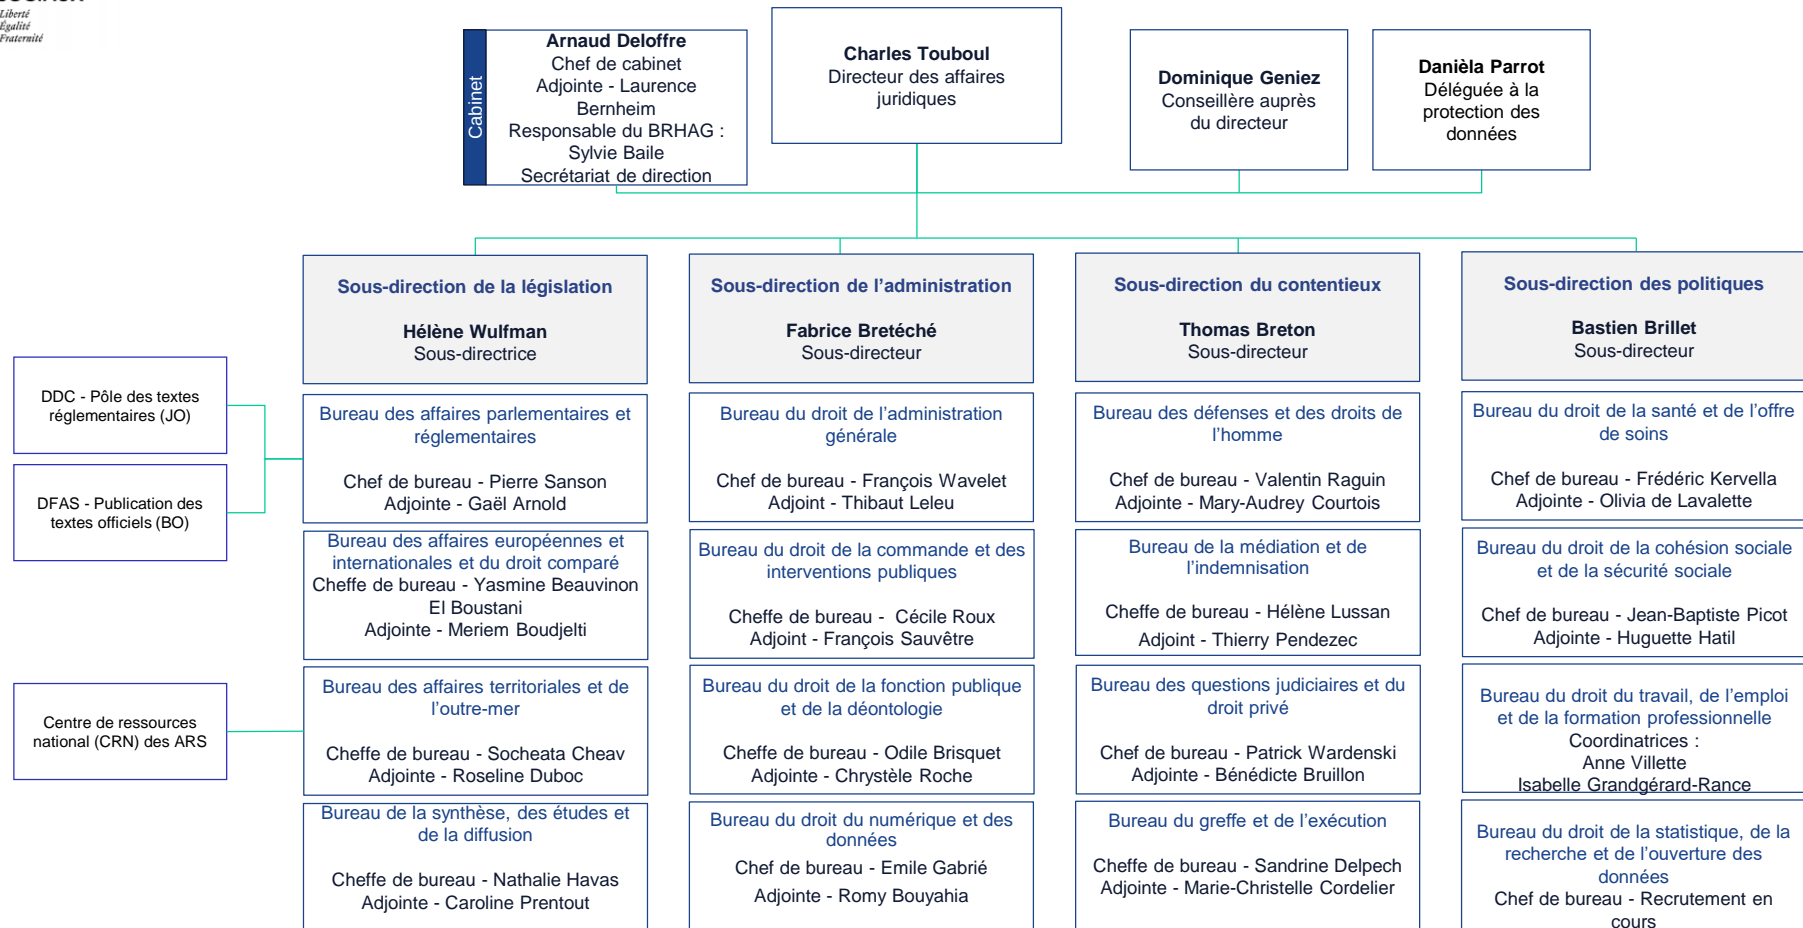 Liberté
Égalité
Fraternité
Cabinet
Arnaud Deloffre
Chef de cabinet
Adjointe - Laurence
Bernheim
Responsable du BRHAG :
Sylvie Baile
Secrétariat de direction
Charles Touboul
Directeur des affaires
juridiques
Dominique Geniez
Conseillère auprès
du directeur
Danièla Parrot
Déléguée à la
protection des
données
Sous-direction de la législation
Hélène Wulfman
Sous-directrice
Sous-direction de l’administration
Fabrice Bretéché
Sous-directeur
Sous-direction du contentieux
Thomas Breton
Sous-directeur
Sous-direction des politiques
Bastien Brillet
Sous-directeur
DDC - Pôle des textes
réglementaires (JO)
DFAS - Publication des
textes officiels (BO)
Centre de ressources
national (CRN) des ARS
Bureau des affaires parlementaires et
réglementaires
Chef de bureau - Pierre Sanson
Adjointe - Gaël Arnold
Bureau du droit de l’administration
générale
Chef de bureau - François Wavelet
Adjoint - Thibaut Leleu
Bureau des défenses et des droits de
l’homme
Chef de bureau - Valentin Raguin
Adjointe - Mary-Audrey Courtois
Bureau du droit de la santé et de l’offre
de soins
Chef de bureau - Frédéric Kervella
Adjointe - Olivia de Lavalette
Bureau des affaires européennes et
internationales et du droit comparé
Cheffe de bureau - Yasmine Beauvinon
El Boustani
Adjointe - Meriem Boudjelti
Bureau du droit de la commande et des
interventions publiques
Cheffe de bureau - Cécile Roux
Adjoint - François Sauvêtre
Bureau de la médiation et de
l’indemnisation
Cheffe de bureau - Hélène Lussan
Adjoint - Thierry Pendezec
Bureau du droit de la cohésion sociale
et de la sécurité sociale
Chef de bureau - Jean-Baptiste Picot
Adjointe - Huguette Hatil
Bureau des affaires territoriales et de
l’outre-mer
Cheffe de bureau - Socheata Cheav
Adjointe - Roseline Duboc
Bureau du droit de la fonction publique
et de la déontologie
Cheffe de bureau - Odile Brisquet
Adjointe - Chrystèle Roche
Bureau des questions judiciaires et du
droit privé
Chef de bureau - Patrick Wardenski
Adjointe - Bénédicte Bruillon
Bureau du droit du travail, de l’emploi
et de la formation professionnelle
Coordinatrices :
Anne Villette
Isabelle Grandgérard-Rance
Bureau de la synthèse, des études et
de la diffusion
Cheffe de bureau - Nathalie Havas
Adjointe - Caroline Prentout
Bureau du droit du numérique et des
données
Chef de bureau - Emile Gabrié
Adjointe - Romy Bouyahia
Bureau du greffe et de l’exécution
Cheffe de bureau - Sandrine Delpech
Adjointe - Marie-Christelle Cordelier
Bureau du droit de la statistique, de la
recherche et de l’ouverture des
données
Chef de bureau - Recrutement en
cours